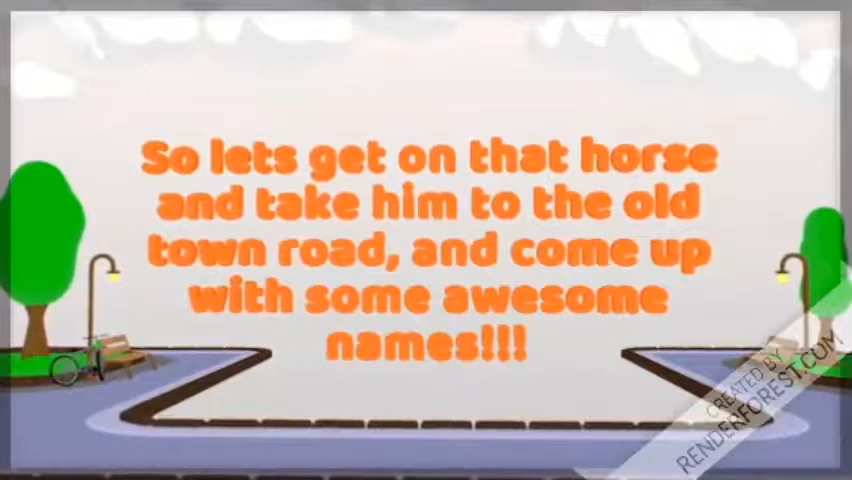 So lets get on that horse
and take him to the old
town road, and come up
with some awesome
names!!!
CREATED BY
RENDERFOREST.COM